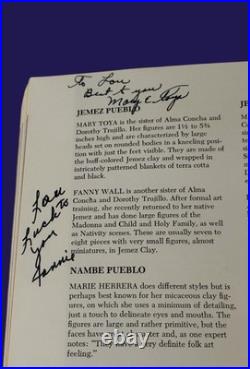 To Lou
Best to you
Mary E. Toya
JEMEZ PUEBLO
MARY TOYA is the sister of Alma Concha
and Dorothy Trujillo. Her figures are 1½ to 5¾
inches high and are characterized by large
heads set on rounded bodies in a kneeling posi-
tion with just the feet visible. They are made of
the buff-colored Jemez clay and wrapped in
intricately patterned blankets of terra cotta
and black.
Lou
Luck to
you
Fannie
FANNY WALL is another sister of Alma
Concha and Dorothy Trujillo. After formal art
training, she recently returned to her native
Jemez and has done large figures of the
Madonna and Child and Holy Family, as well
as Nativity scenes. These are usually seven to
eight pieces with very small figures, almost
miniatures, in Jemez Clay.
NAMBE PUEBLO
MARIE HERRERA does different styles but is
perhaps best known for her micaceous clay fig-
ures, on which she uses a minimum of detailing,
just a touch to delineate eyes and mouths. The
figures are large and rather primitive, but the
faces have character and, as one expert
notes: "They have a very definite folk art
feeling."